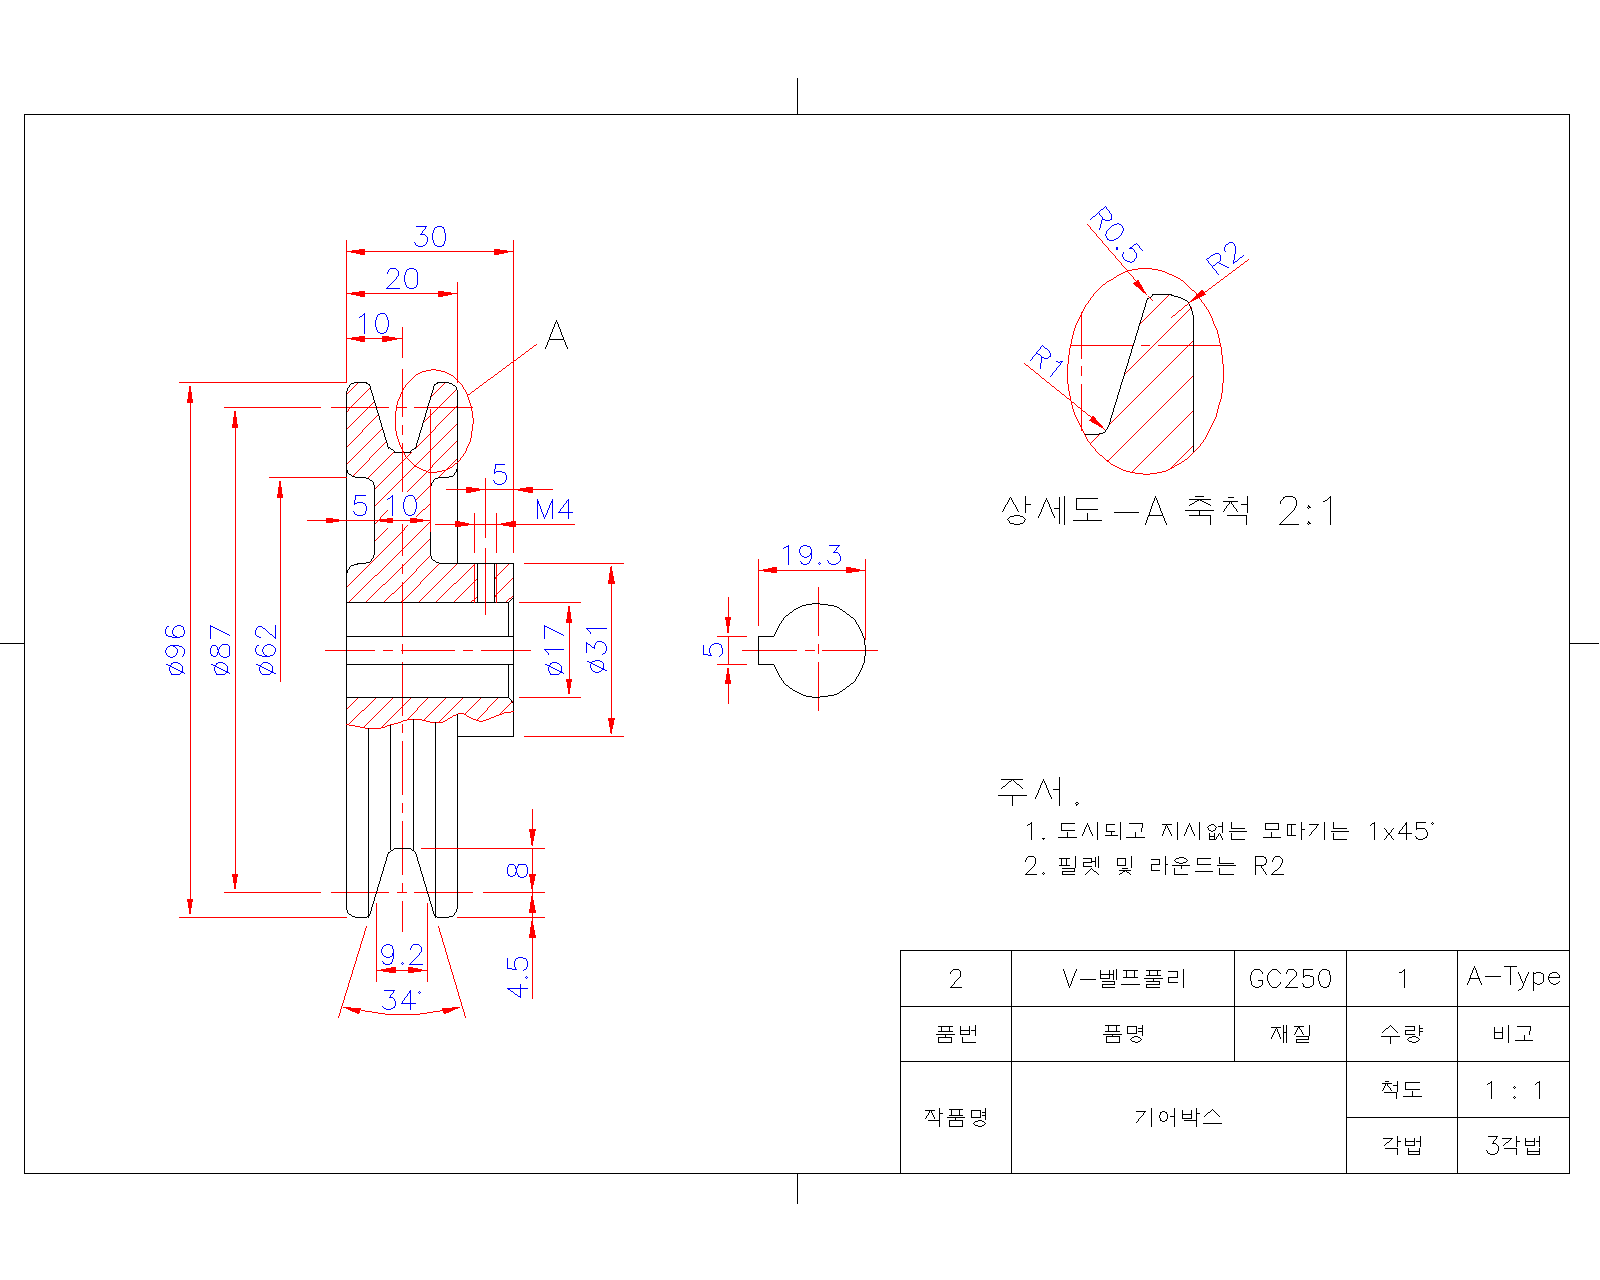 30
20
10
A
5
5 10
M4
ø96
ø87
ø62
ø17
ø31
8
4.5
9.2
34°
19.3
5
R0.5
R2
R1
상세도-A 축척 2:1
주서.
1. 도시되고 지시없는 모따기는 1x45°
2. 필렛 및 라운드는 R2
2 V-벨프풀리 GC250 1 A-Type
품번 품명 재질 수량 비고
작품명 기어박스 척도 1 : 1
각법 3각법